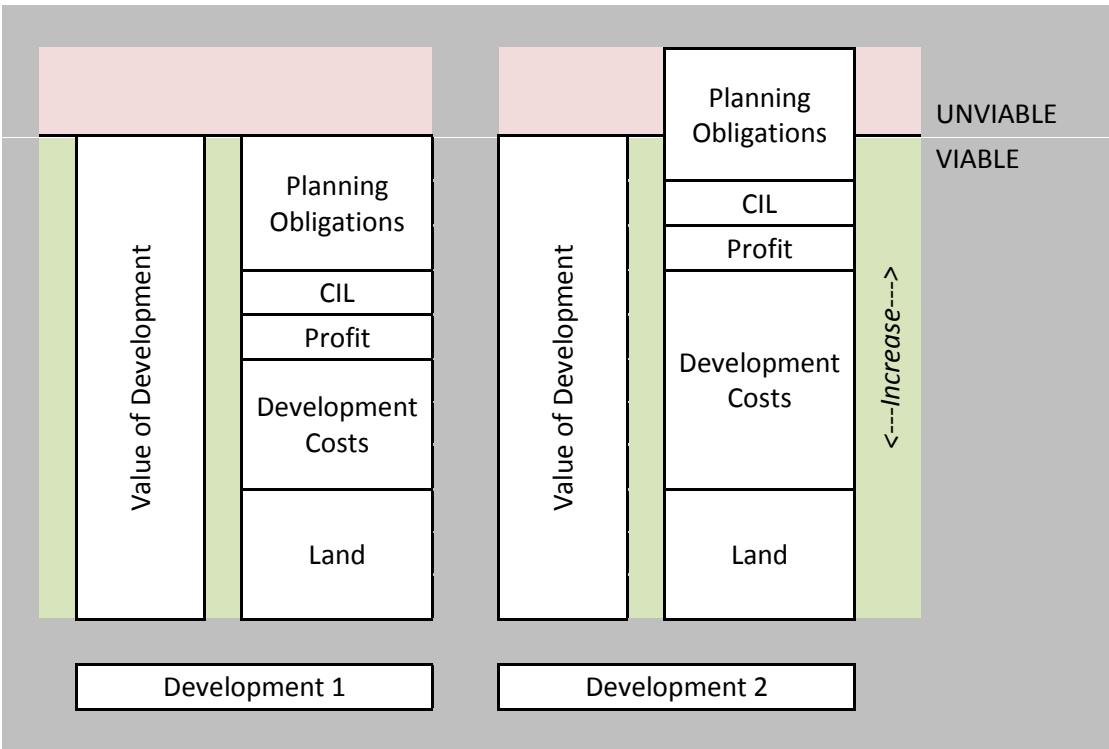 Value of Development
Planning
Obligations
CIL
Profit
Development
Costs
Land
Development 1
Value of Development
Planning
Obligations
CIL
Profit
Development
Costs
Land
Development 2
UNVIABLE
VIABLE
<---Increase---->